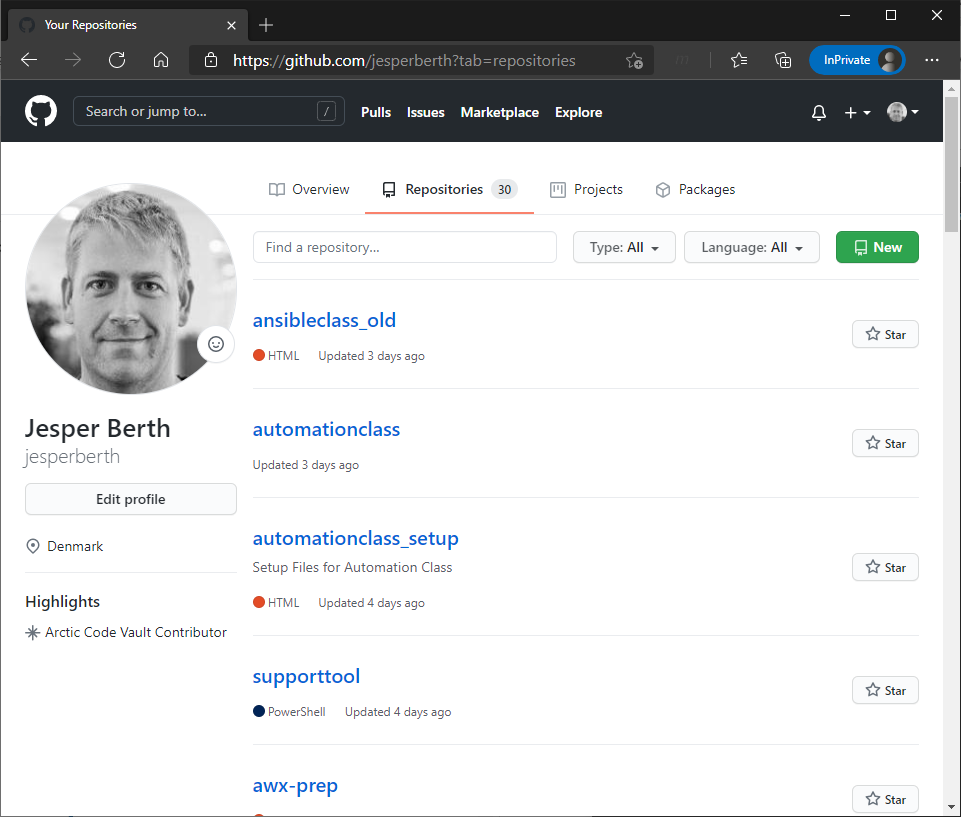 Your Repositories
https://github.com/jesperberth?tab=repositories
InPrivate
Search or jump to... /
Pulls Issues Marketplace Explore
Overview Repositories 30 Projects Packages
Find a repository...
Type: All
Language: All
New
Jesper Berth
jesperberth
Edit profile
Denmark
Highlights
Arctic Code Vault Contributor
ansibleclass_old
Star
HTML Updated 3 days ago
automationclass
Star
Updated 3 days ago
automationclass_setup
Setup Files for Automation Class
Star
HTML Updated 4 days ago
supporttool
Star
PowerShell Updated 4 days ago
awx-prep
Star